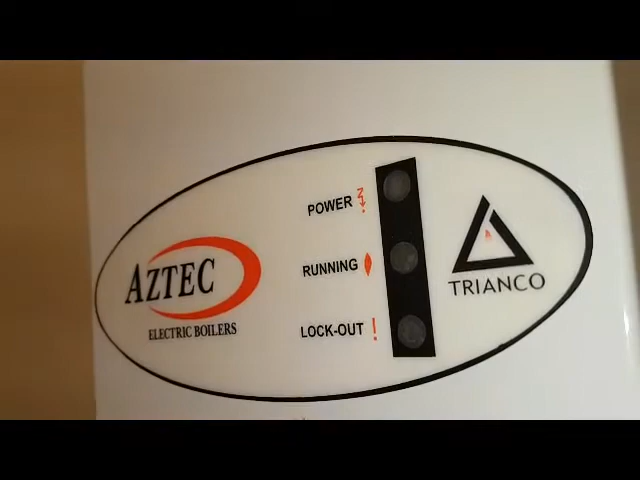 AZTEC
ELECTRIC BOILERS
POWER
RUNNING
LOCK-OUT !
TRIANCO